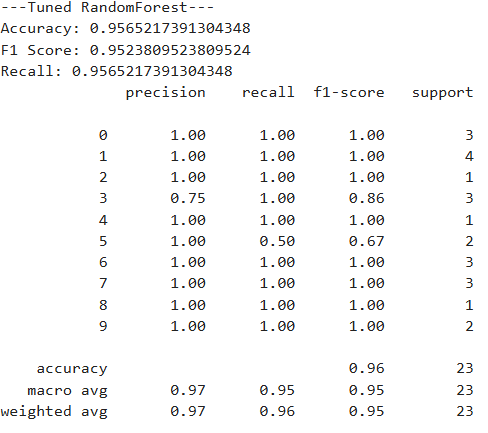 ---Tuned RandomForest---
Accuracy: 0.9565217391304348
F1 Score: 0.9523809523809524
Recall: 0.9565217391304348
precision recall f1-score support
0 1.00 1.00 1.00 3
1 1.00 1.00 1.00 4
2 1.00 1.00 1.00 1
3 0.75 1.00 0.86 3
4 1.00 1.00 1.00 1
5 1.00 0.50 0.67 2
6 1.00 1.00 1.00 3
7 1.00 1.00 1.00 3
8 1.00 1.00 1.00 1
9 1.00 1.00 1.00 2
accuracy 0.96 23
macro avg 0.97 0.95 0.95 23
weighted avg 0.97 0.96 0.95 23